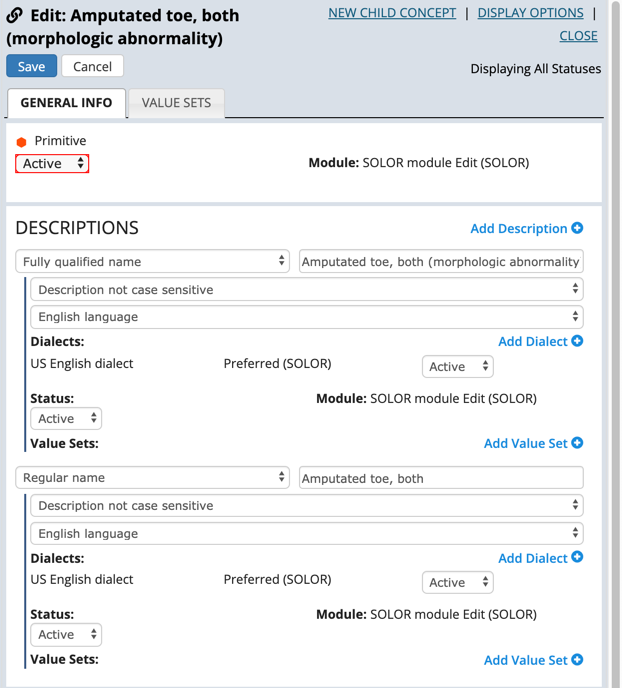 Edit: Amputated toe, both
(morphologic abnormality)
NEW CHILD CONCEPT | DISPLAY OPTIONS |
CLOSE
Save Cancel
Displaying All Statuses
GENERAL INFO VALUE SETS
Primitive
Active Module: SOLOR module Edit (SOLOR)
DESCRIPTIONS Add Description
Fully qualified name Amputated toe, both (morphologic abnormality
Description not case sensitive
English language
Dialects: Add Dialect
US English dialect Preferred (SOLOR) Active
Status: Module: SOLOR module Edit (SOLOR)
Active
Value Sets: Add Value Set
Regular name Amputated toe, both
Description not case sensitive
English language
Dialects: Add Dialect
US English dialect Preferred (SOLOR) Active
Status: Module: SOLOR module Edit (SOLOR)
Active
Value Sets: Add Value Set